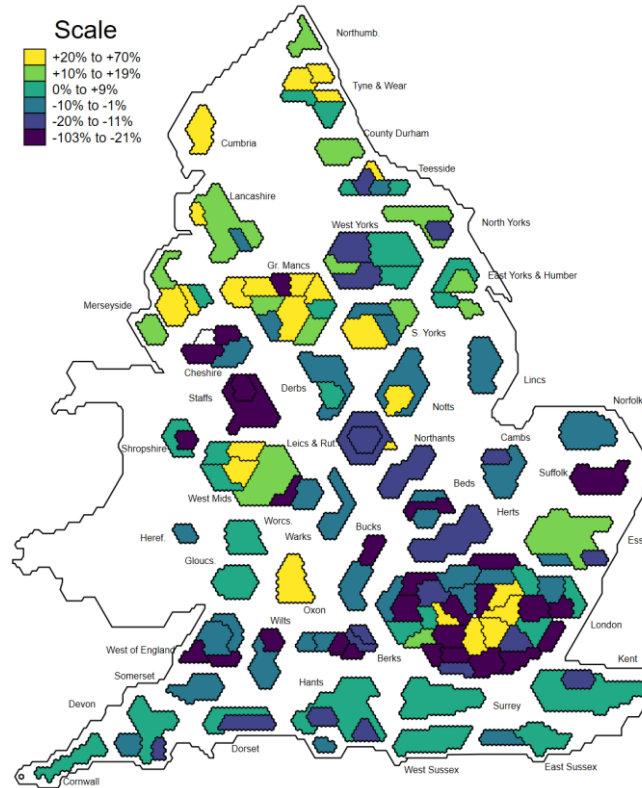 Scale
+20% to +70%
+10% to +19%
0% to +9%
-10% to -1%
-20% to -11%
-103% to -21%
Northumb.
Tyne & Wear
Cumbria
County Durham
Teesside
Lancashire
North Yorks
West Yorks
Gr. Mancs
East Yorks & Humber
Merseyside
S. Yorks
Cheshire
Lincs
Staffs
Derbs
Notts
Norfolk
Shropshire
Leics & Rut
Northants
Cambs
Suffolk
West Mids
Beds
Herts
Worcs.
Warks
Bucks
Heref.
Ess
Gloucs.
Oxon
Wilts
London
West of England
Berks
Kent
Somerset
Hants
Devon
Surrey
Dorset
West Sussex
East Sussex
Cornwall